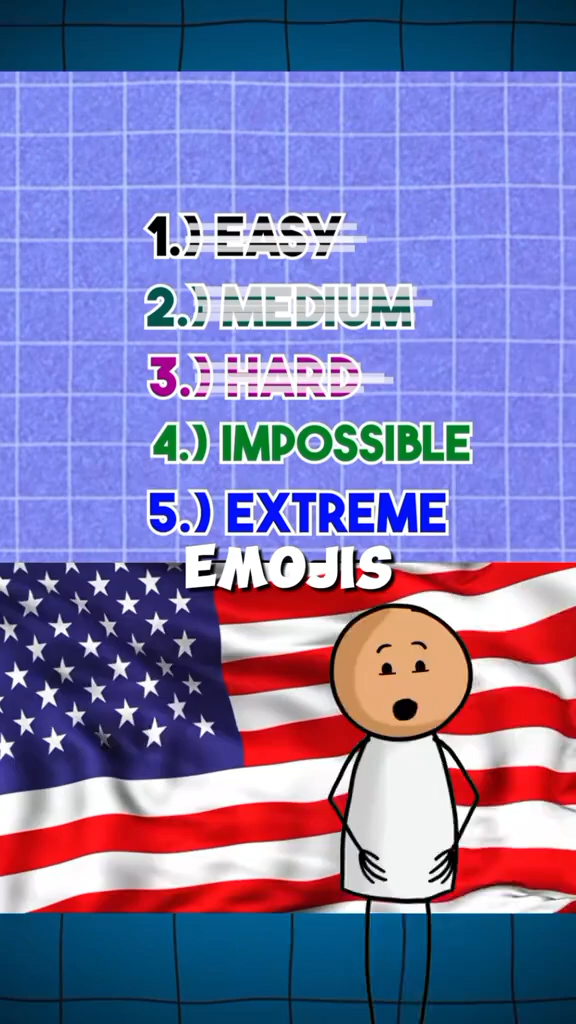 1.) EASY
2.) MEDIUM
3.) HARD
4.) IMPOSSIBLE
5.) EXTREME
EMOJIS